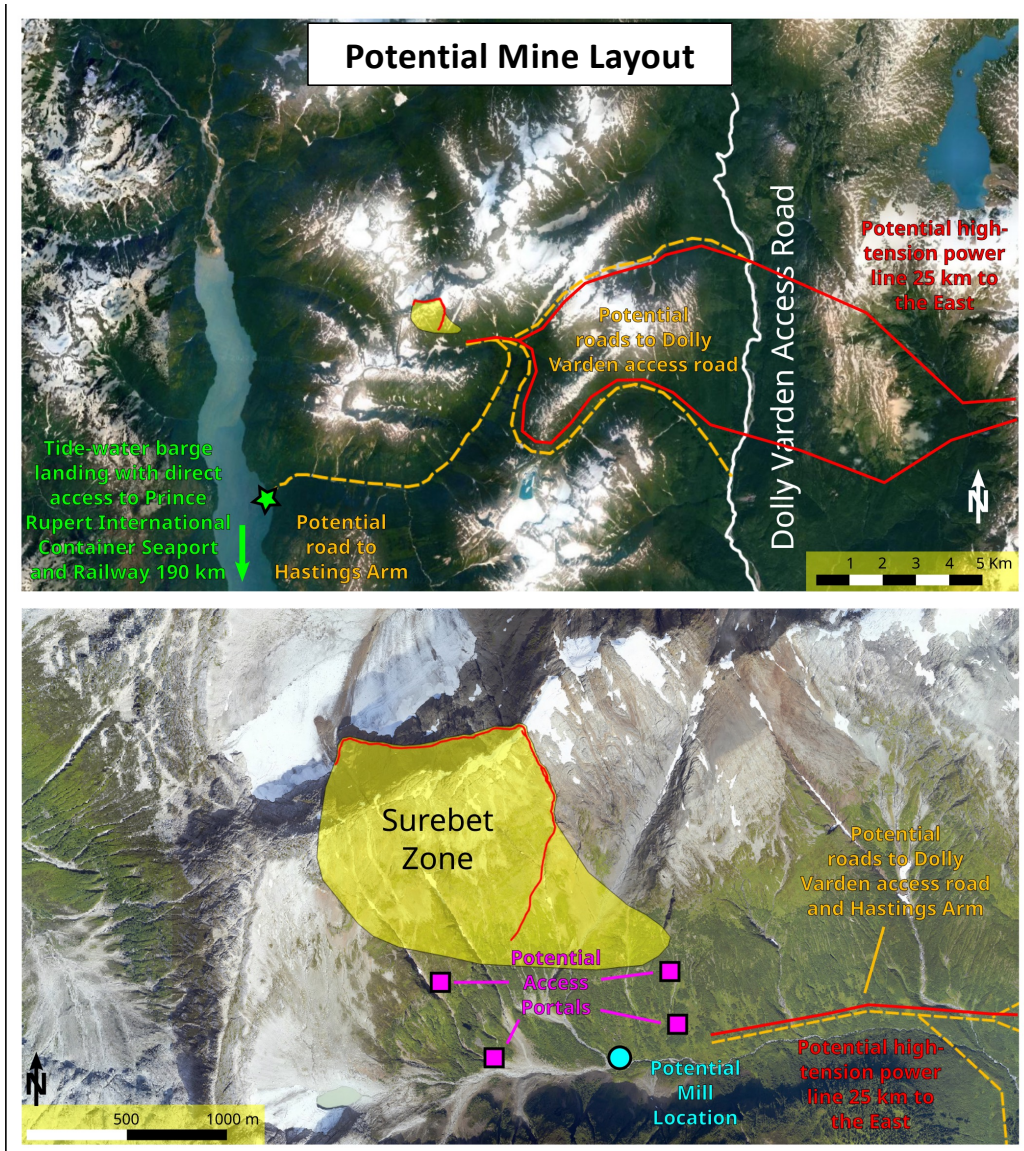 Potential Mine Layout
Dolly Varden Access Road
Potential high-
tension power
line 25 km to
the East
Potential
roads to Dolly
Varden access road
Tide-water barge
landing with direct
access to Prince
Rupert International
Container Seaport
and Railway 190 km
Potential
road to
Hastings Arm
N
1 2 3 4 5 Km
Surebet
Zone
Potential
roads to Dolly
Varden access road
and Hastings Arm
Potential
Access
Portals
Potential
Mill
Location
Potential high-
tension power
line 25 km to
the East
N
500 1000 m